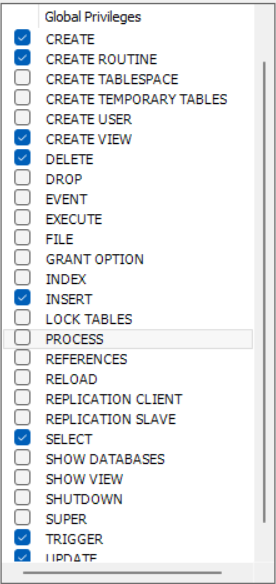 Global Privileges
CREATE
CREATE ROUTINE
CREATE TABLESPACE
CREATE TEMPORARY TABLES
CREATE USER
CREATE VIEW
DELETE
DROP
EVENT
EXECUTE
FILE
GRANT OPTION
INDEX
INSERT
LOCK TABLES
PROCESS
REFERENCES
RELOAD
REPLICATION CLIENT
REPLICATION SLAVE
SELECT
SHOW DATABASES
SHOW VIEW
SHUTDOWN
SUPER
TRIGGER
UPDATE